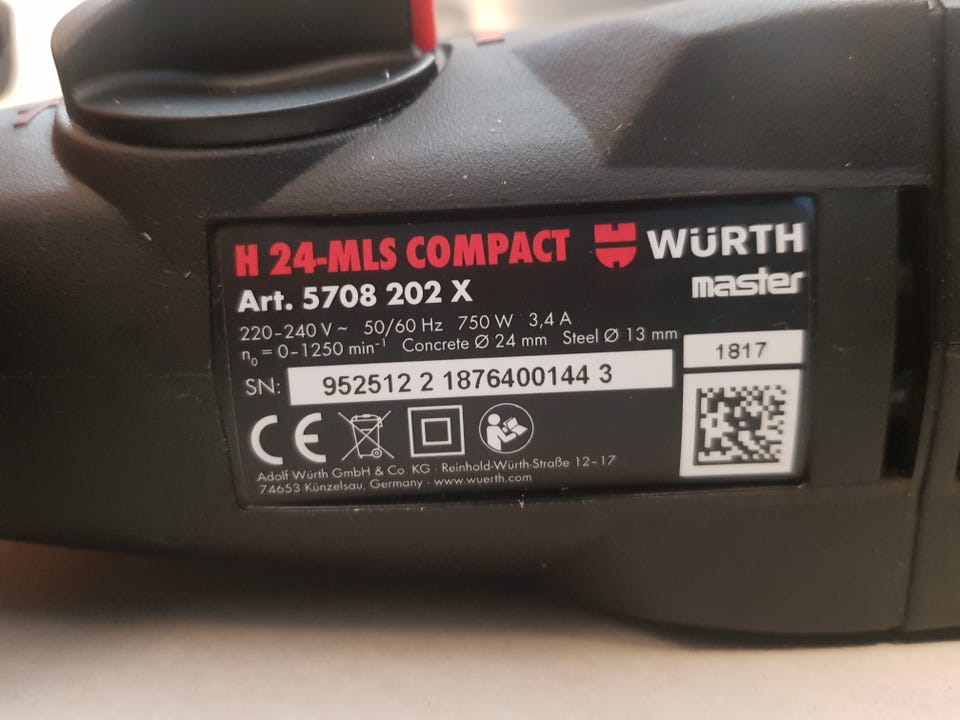 H 24-MLS COMPACT WÜRTH
Art. 5708 202 X master
220-240 V ~ 50/60 Hz 750 W 3,4 A
n₀ = 0-1250 min⁻¹ Concrete Ø 24 mm Steel Ø 13 mm
1817
SN: 952512 2 1876400144 3
CE
Adolf Würth GmbH & Co. KG · Reinhold-Würth-Straße 12-17
74653 Künzelsau, Germany · www.wuerth.com